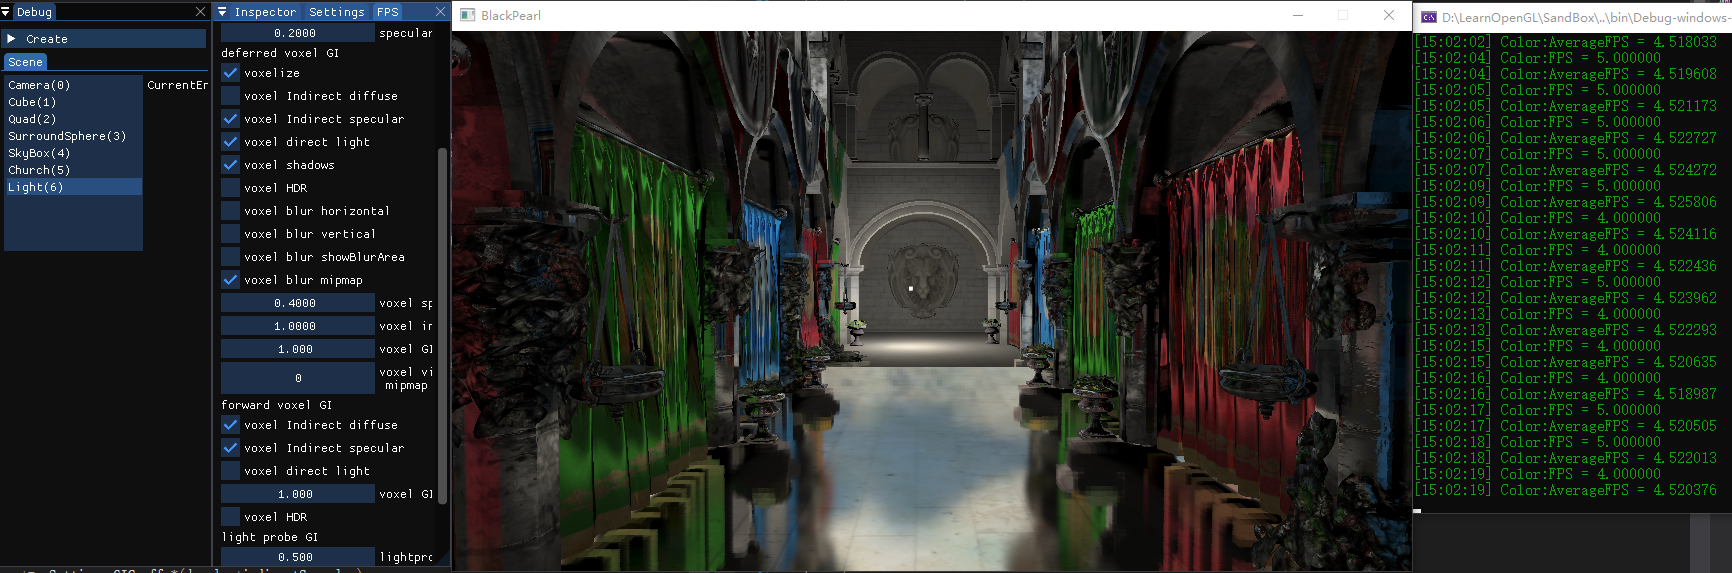 Debug
Create
Scene
Camera(0)
Cube(1)
Quad(2)
SurroundSphere(3)
SkyBox(4)
Church(5)
Light(6)
CurrentEr
Inspector Settings FPS
0.2000 specular
deferred voxel GI
voxelize
voxel Indirect diffuse
voxel Indirect specular
voxel direct light
voxel shadows
voxel HDR
voxel blur horizontal
voxel blur vertical
voxel blur showBlurArea
voxel blur mipmap
0.4000 voxel sp
1.0000 voxel ir
1.000 voxel GI
0 voxel vi
mipmap
forward voxel GI
voxel Indirect diffuse
voxel Indirect specular
voxel direct light
1.000 voxel GI
voxel HDR
light probe GI
0.500 lightpro
BlackPearl
D:\LearnOpenGL\SandBox\..\bin\Debug-windows-
[15:02:02] Color:AverageFPS = 4.518033
[15:02:04] Color:FPS = 5.000000
[15:02:04] Color:AverageFPS = 4.519608
[15:02:05] Color:FPS = 5.000000
[15:02:05] Color:AverageFPS = 4.521173
[15:02:06] Color:FPS = 5.000000
[15:02:06] Color:AverageFPS = 4.522727
[15:02:07] Color:FPS = 5.000000
[15:02:07] Color:AverageFPS = 4.524272
[15:02:09] Color:FPS = 5.000000
[15:02:09] Color:AverageFPS = 4.525806
[15:02:10] Color:FPS = 4.000000
[15:02:10] Color:AverageFPS = 4.524116
[15:02:11] Color:FPS = 4.000000
[15:02:11] Color:AverageFPS = 4.522436
[15:02:12] Color:FPS = 5.000000
[15:02:12] Color:AverageFPS = 4.523962
[15:02:13] Color:FPS = 4.000000
[15:02:13] Color:AverageFPS = 4.522293
[15:02:15] Color:FPS = 4.000000
[15:02:15] Color:AverageFPS = 4.520635
[15:02:16] Color:FPS = 4.000000
[15:02:16] Color:AverageFPS = 4.518987
[15:02:17] Color:FPS = 5.000000
[15:02:17] Color:AverageFPS = 4.520505
[15:02:18] Color:FPS = 5.000000
[15:02:18] Color:AverageFPS = 4.522013
[15:02:19] Color:FPS = 4.000000
[15:02:19] Color:AverageFPS = 4.520376